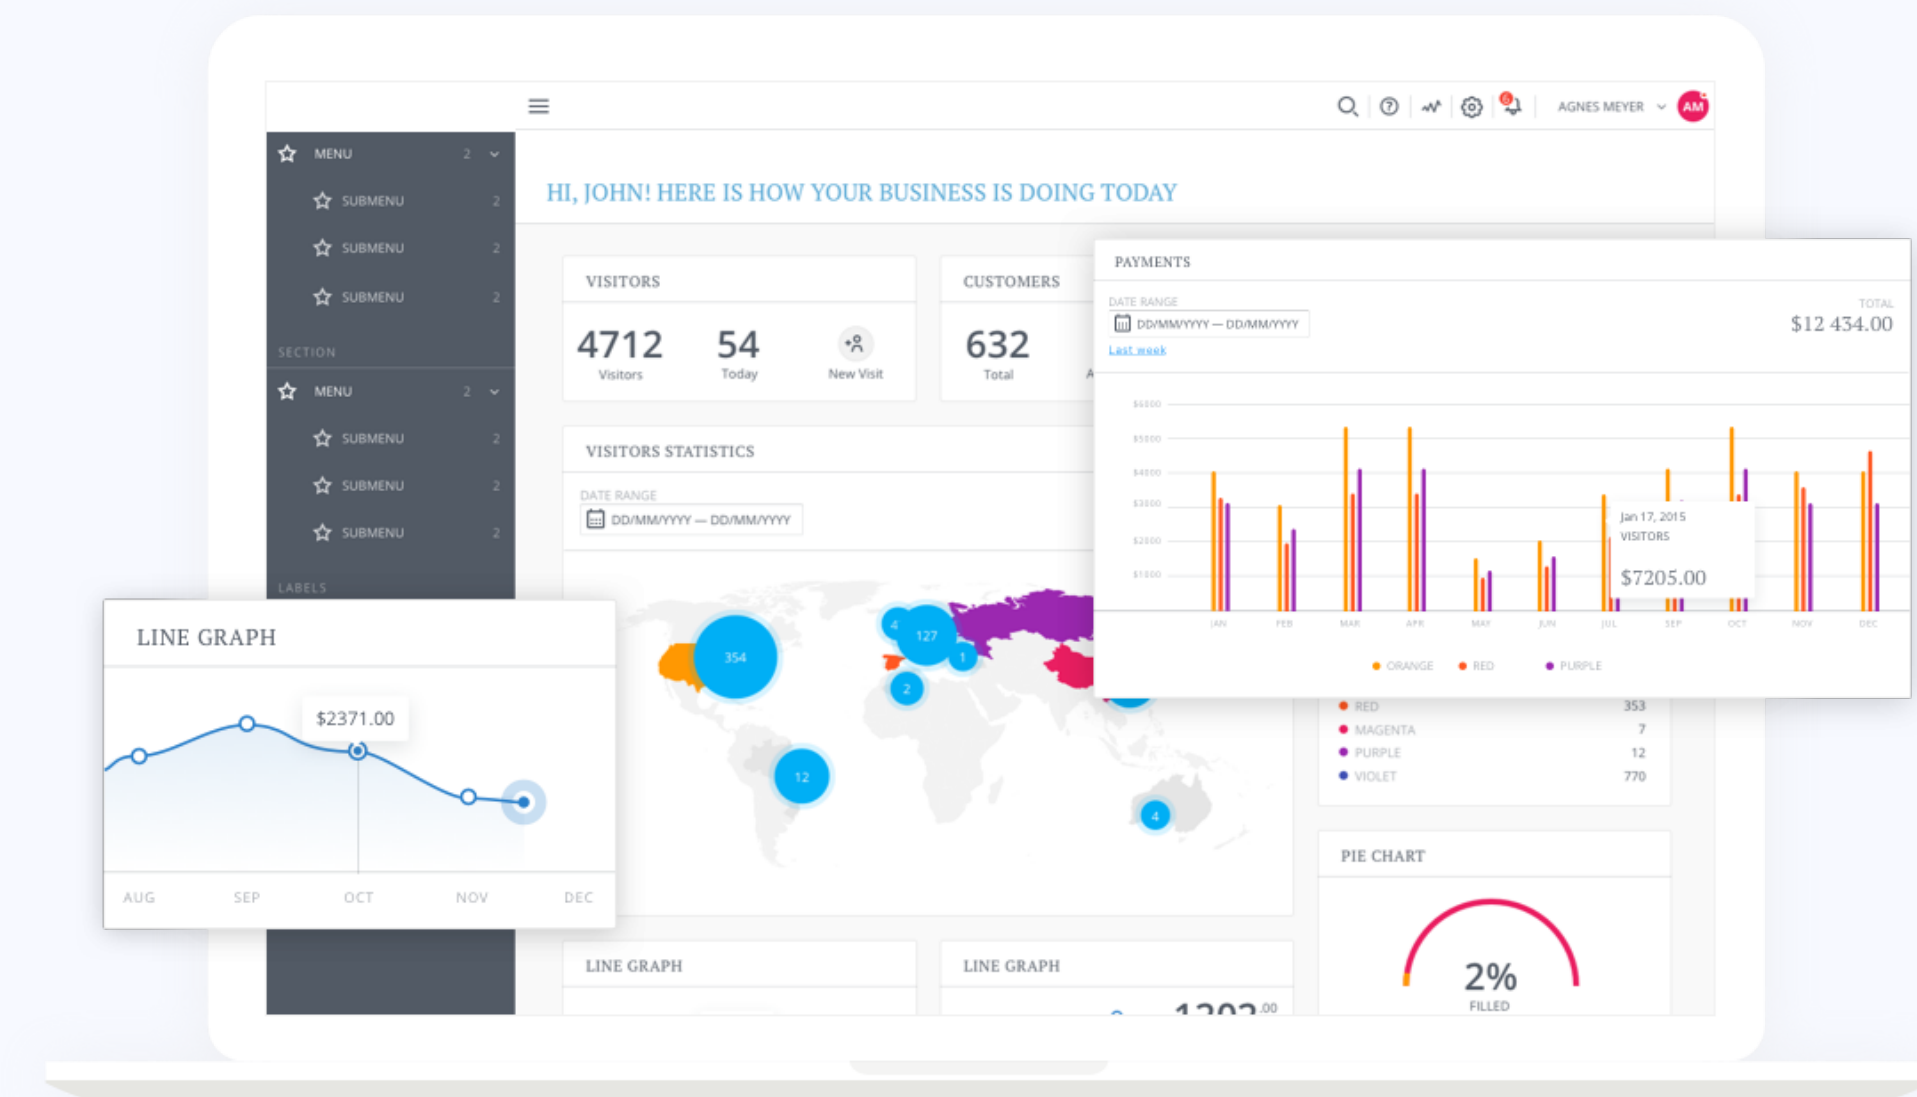 6
AGNES MEYER
AM
MENU 2
SUBMENU 2
SUBMENU 2
SUBMENU 2
SECTION
MENU 2
SUBMENU 2
SUBMENU 2
SUBMENU 2
LABELS
HI, JOHN! HERE IS HOW YOUR BUSINESS IS DOING TODAY
VISITORS
4712 54
Visitors Today New Visit
CUSTOMERS
632
Total
A
PAYMENTS
DATE RANGE
DD/MM/YYYY — DD/MM/YYYY
Last week
TOTAL
$12 434.00
$6000
$5000
$4000
$3000
$2000
$1000
Jan 17, 2015
VISITORS
$7205.00
JAN FEB MAR APR MAY JUN JUL SEP OCT NOV DEC
ORANGE RED PURPLE
VISITORS STATISTICS
DATE RANGE
DD/MM/YYYY — DD/MM/YYYY
354
4
127
1
2
12
4
RED 353
MAGENTA 7
PURPLE 12
VIOLET 770
LINE GRAPH
$2371.00
AUG SEP OCT NOV DEC
PIE CHART
2%
FILLED
LINE GRAPH
LINE GRAPH
.00